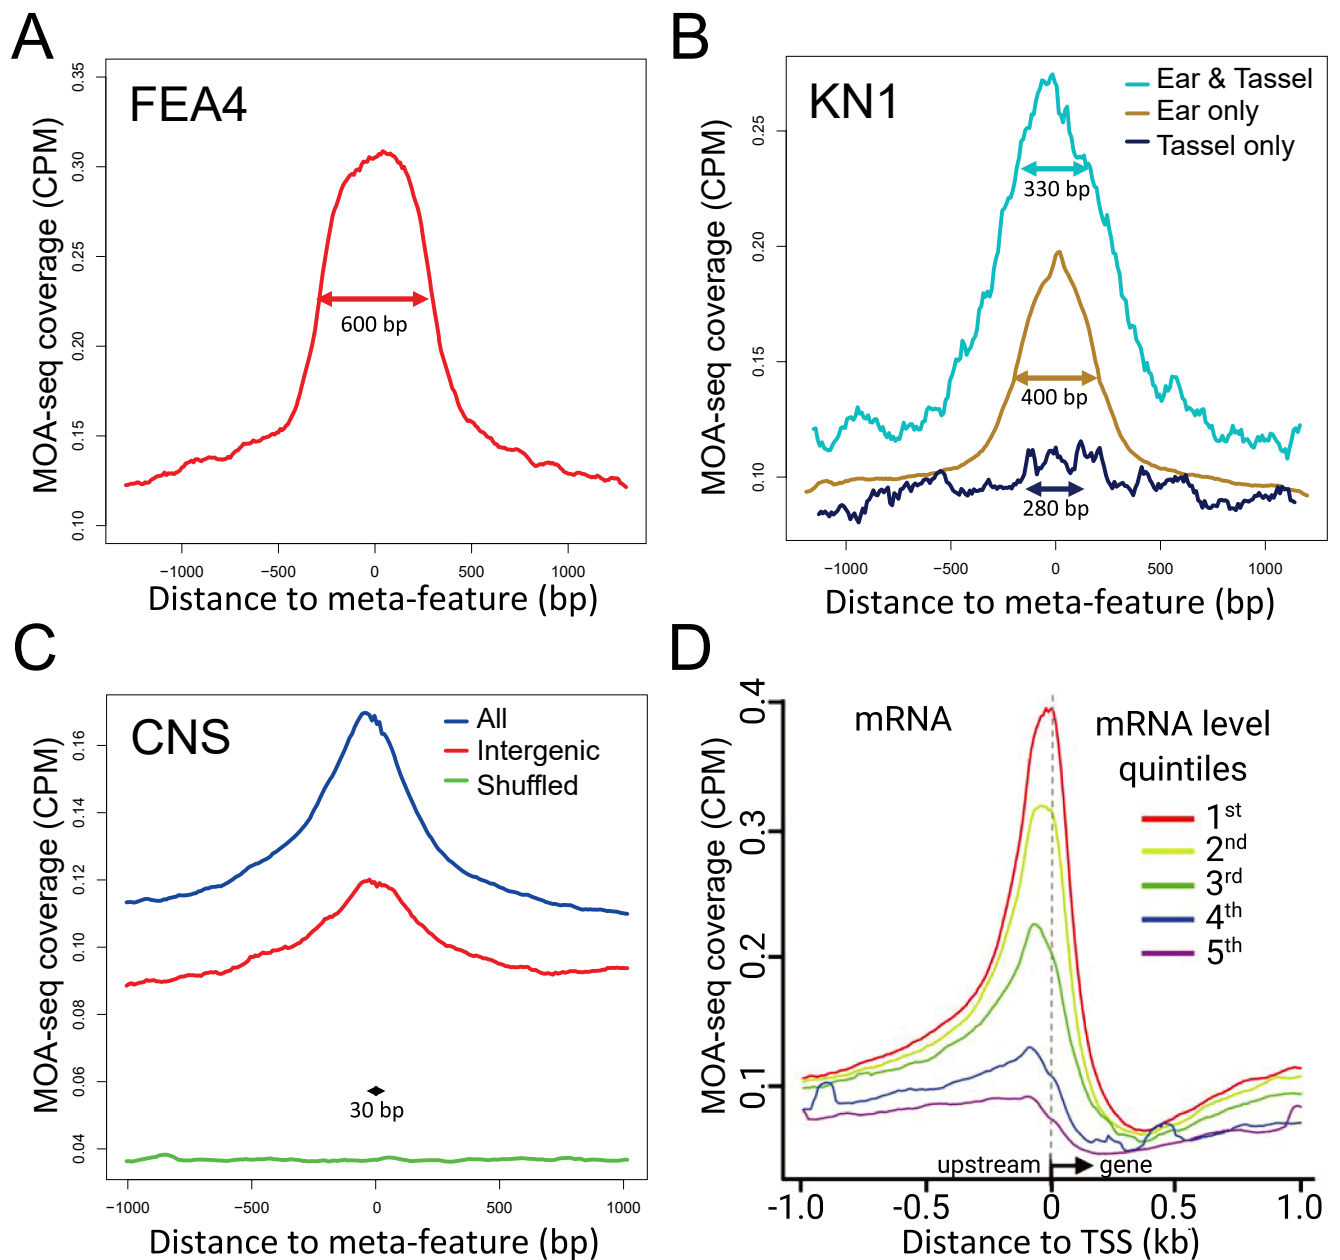 A
FEA4
MOA-seq coverage (CPM)
0.35
0.30
0.25
0.20
0.15
0.10
600 bp
−1000 −500 0 500 1000
Distance to meta-feature (bp)
B
KN1
Ear & Tassel
Ear only
Tassel only
MOA-seq coverage (CPM)
0.25
0.20
0.15
0.10
330 bp
400 bp
280 bp
−1000 −500 0 500 1000
Distance to meta-feature (bp)
C
CNS
All
Intergenic
Shuffled
MOA-seq coverage (CPM)
0.16
0.14
0.12
0.10
0.08
0.06
0.04
30 bp
−1000 −500 0 500 1000
Distance to meta-feature (bp)
D
mRNA
mRNA level
quintiles
1st
2nd
3rd
4th
5th
MOA-seq coverage (CPM)
0.4
0.3
0.2
0.1
upstream gene
-1.0 -0.5 0 0.5 1.0
Distance to TSS (kb)